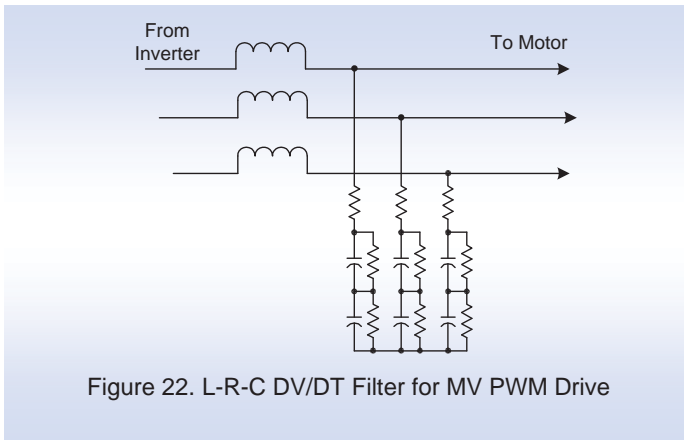 From
Inverter
To Motor
Figure 22. L-R-C DV/DT Filter for MV PWM Drive